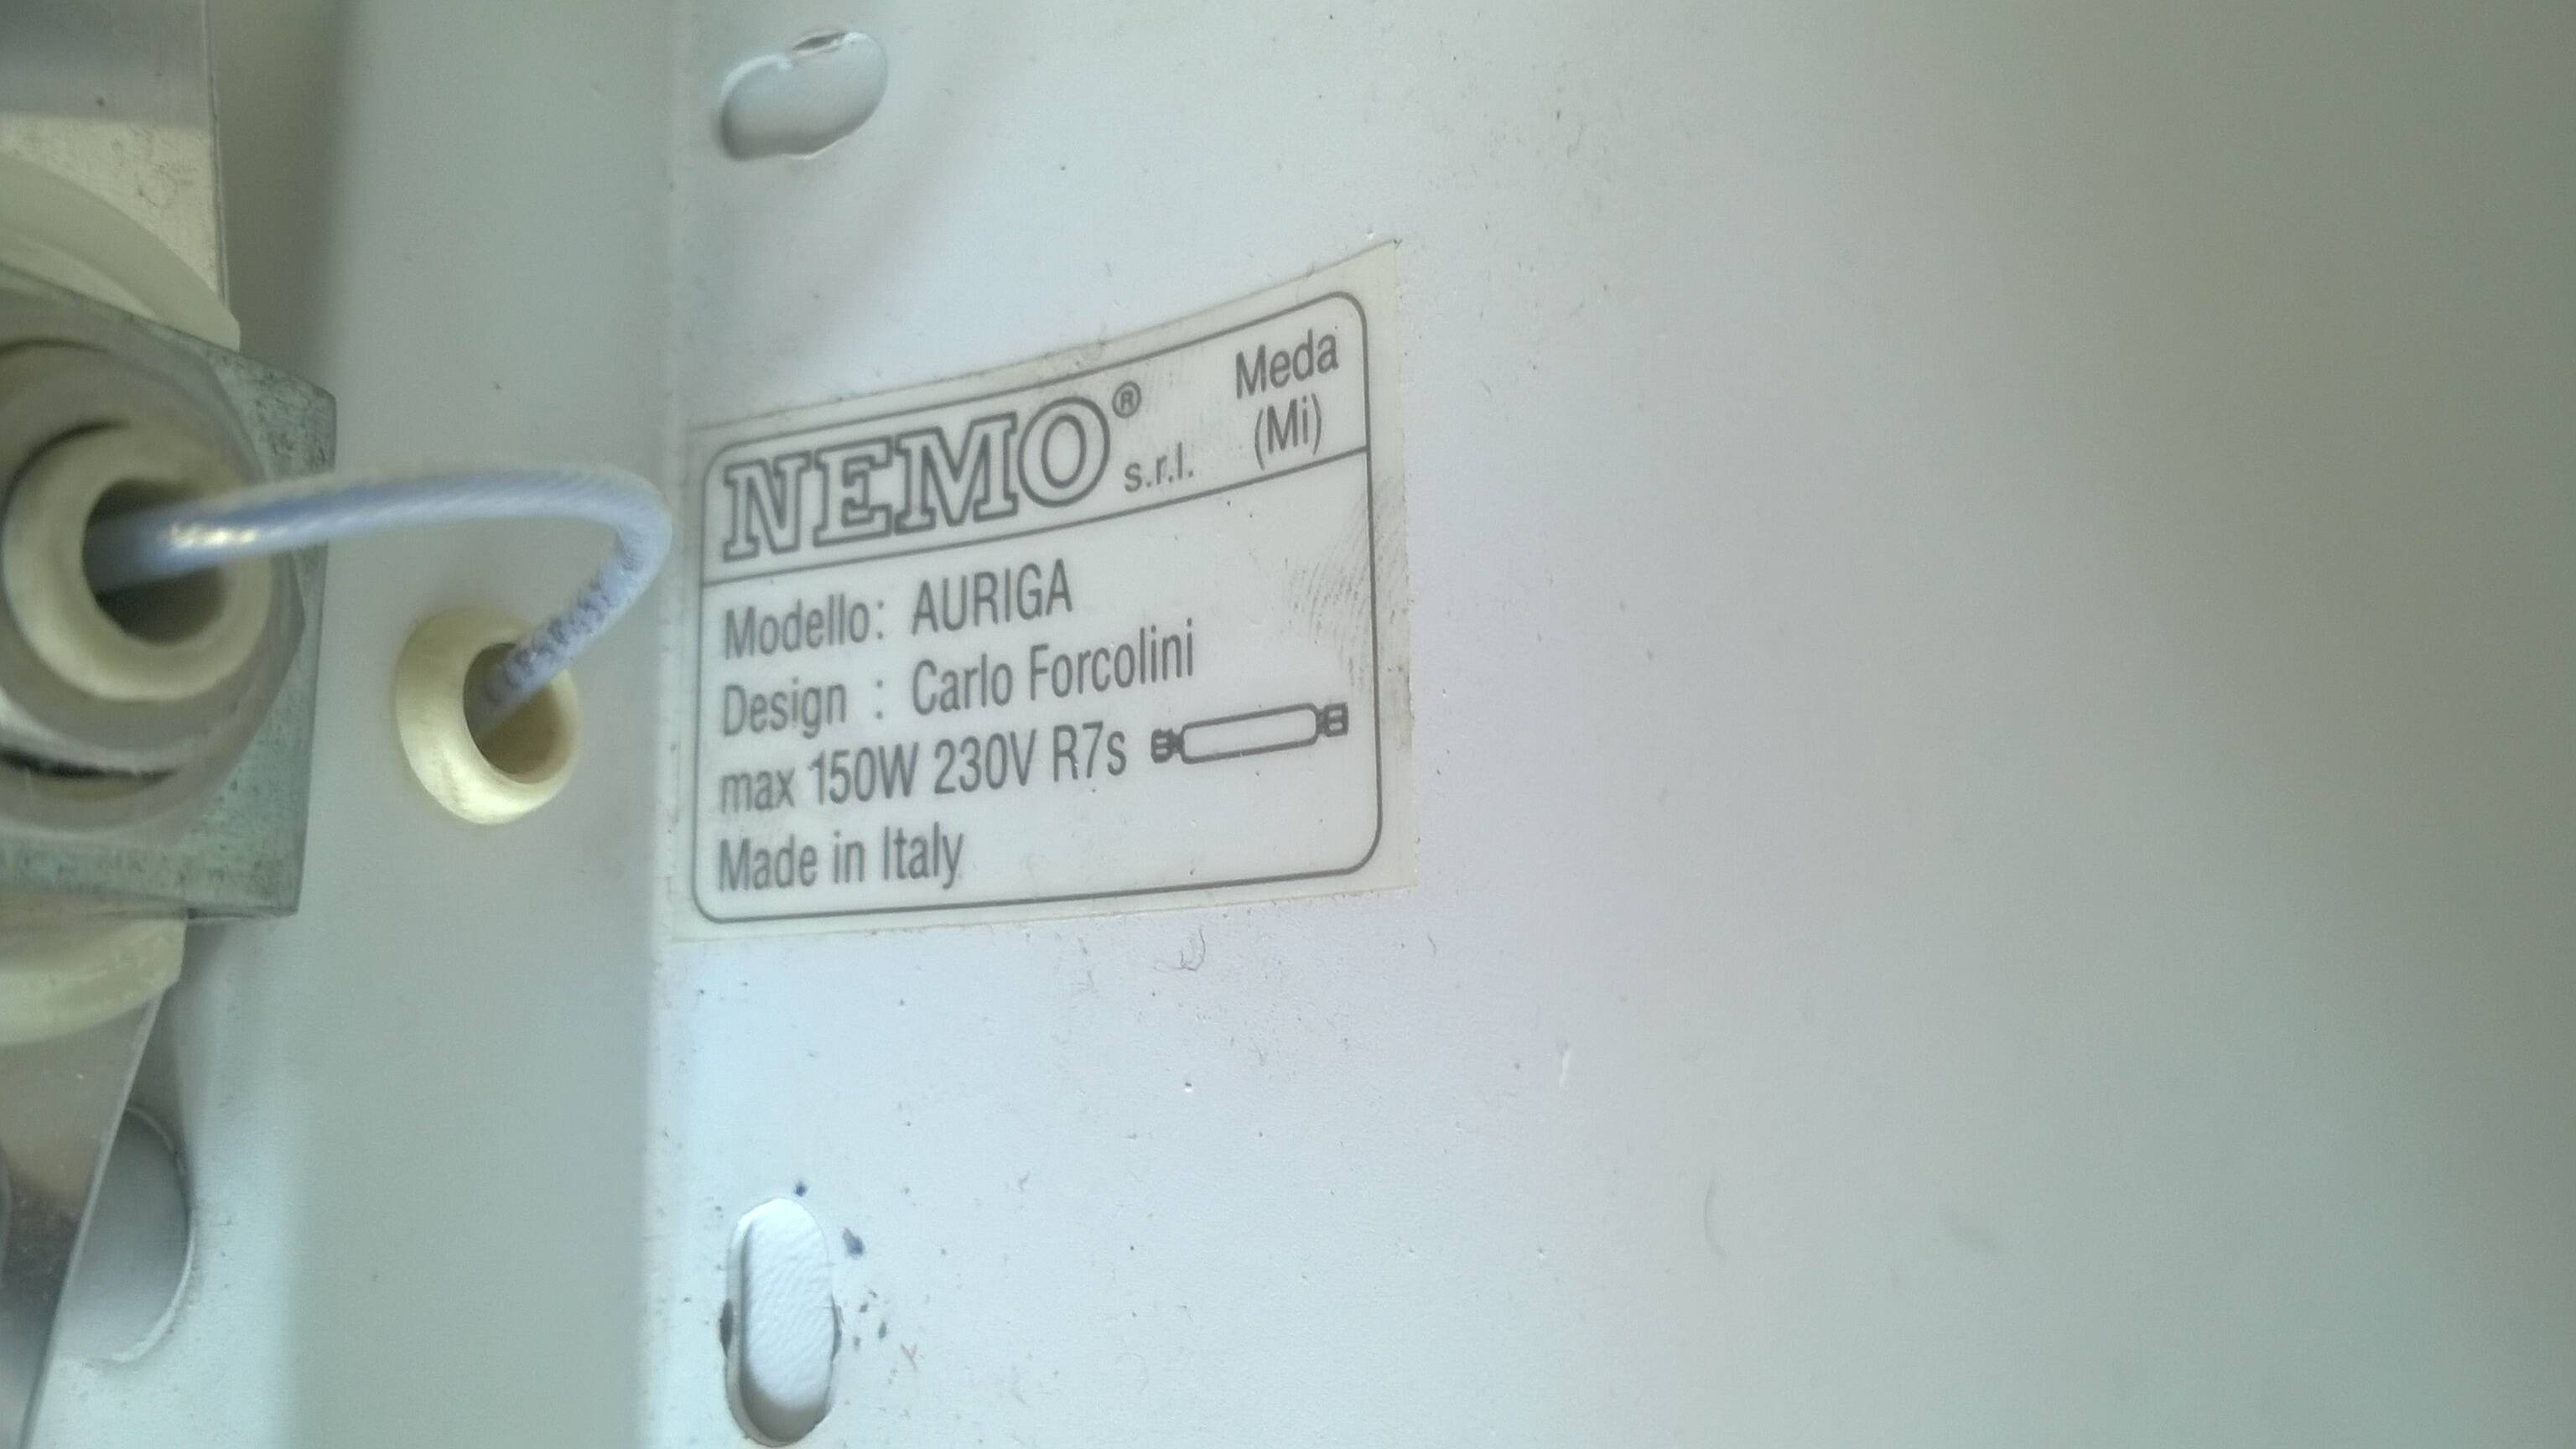 NEMO® s.r.l. Meda (Mi)
Modello: AURIGA
Design : Carlo Forcolini
max 150W 230V R7s
Made in Italy